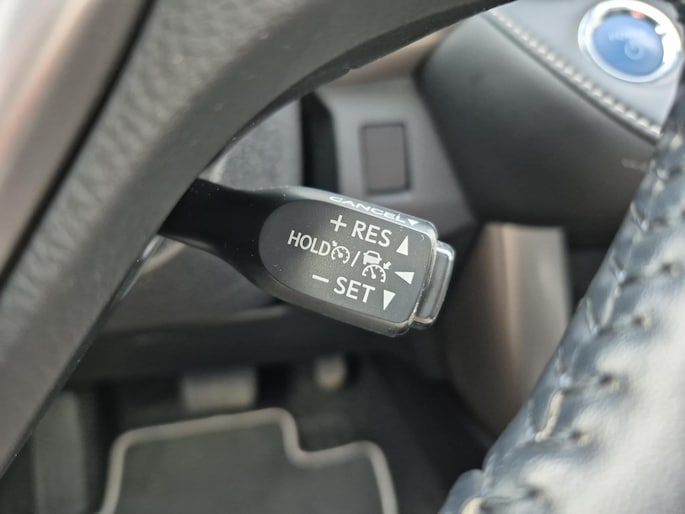 CANCEL▼
+ RES ▲
HOLD / ◀
− SET ▼